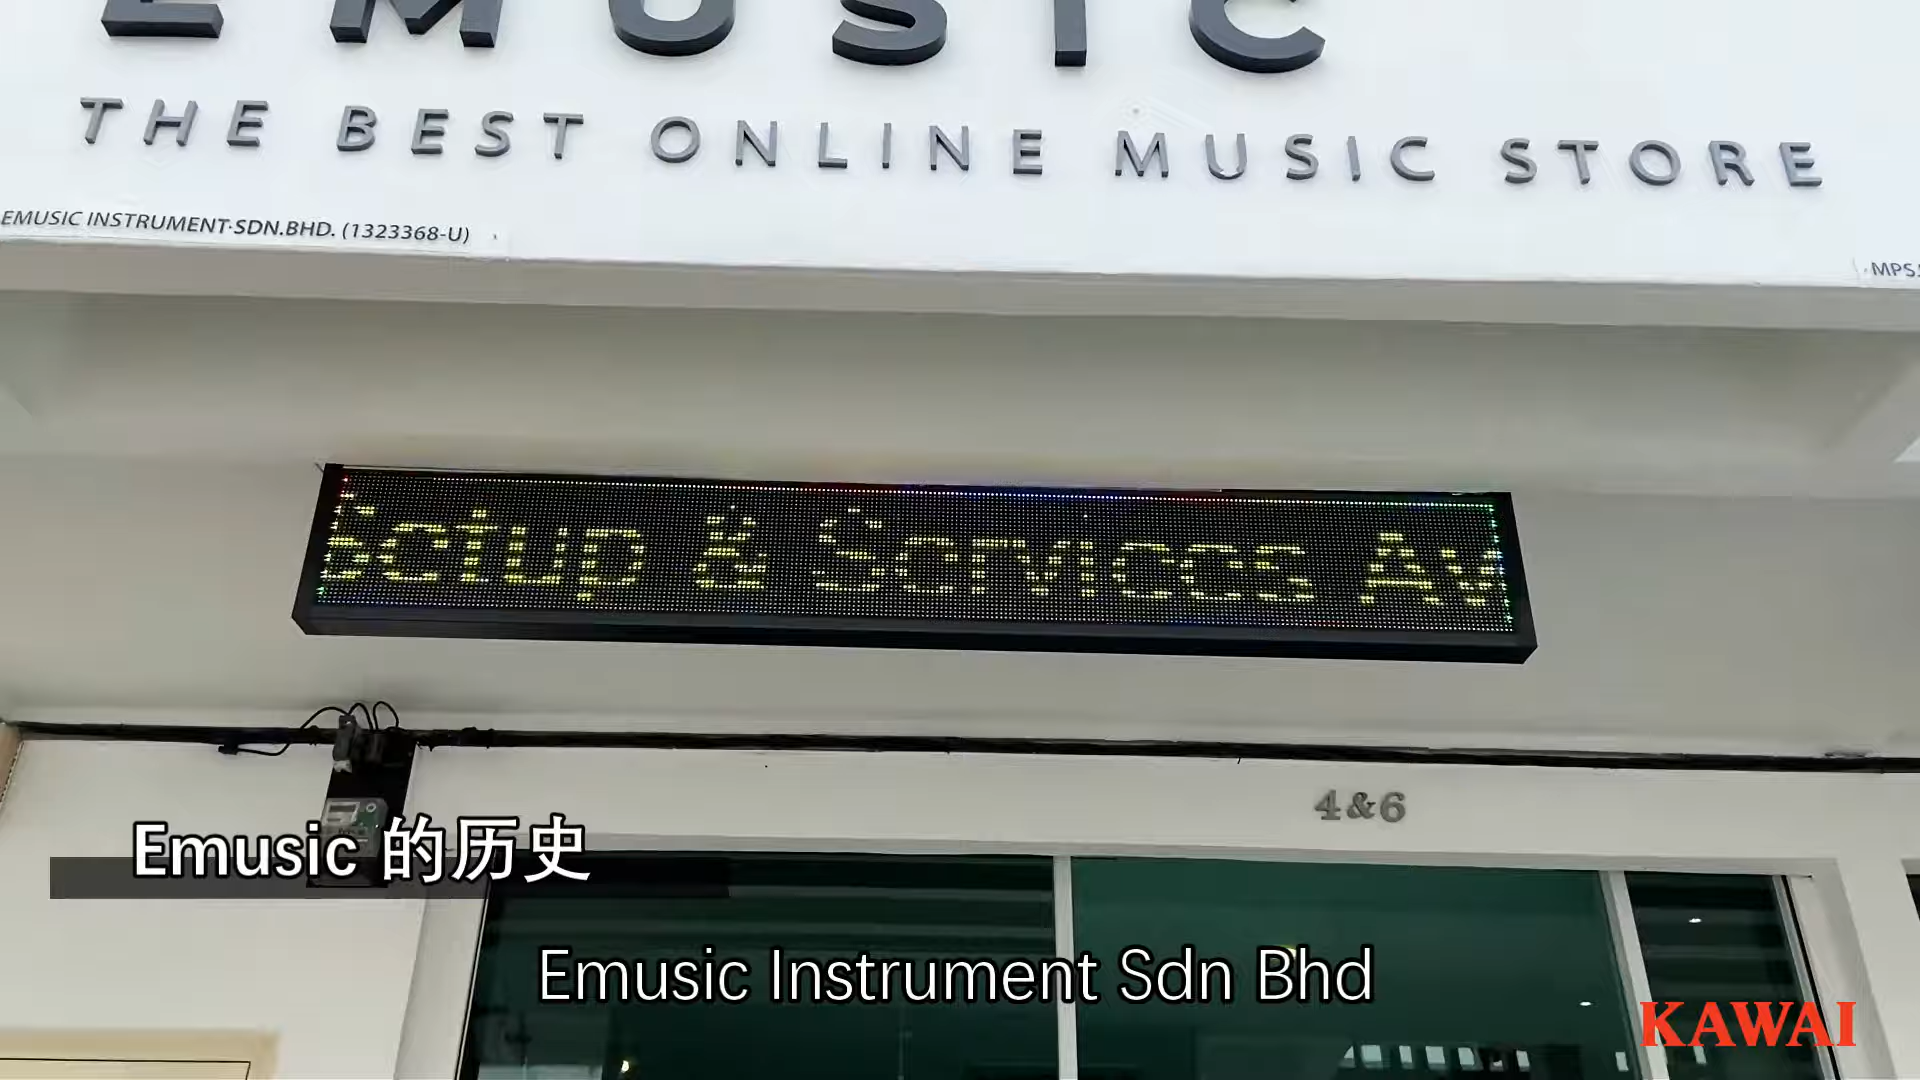 EMUSIC
THE BEST ONLINE MUSIC STORE
EMUSIC INSTRUMENT SDN.BHD. (1323368-U)
MPS
Setup & Services Av
4&6
Emusic 的历史
Emusic Instrument Sdn Bhd
KAWAI